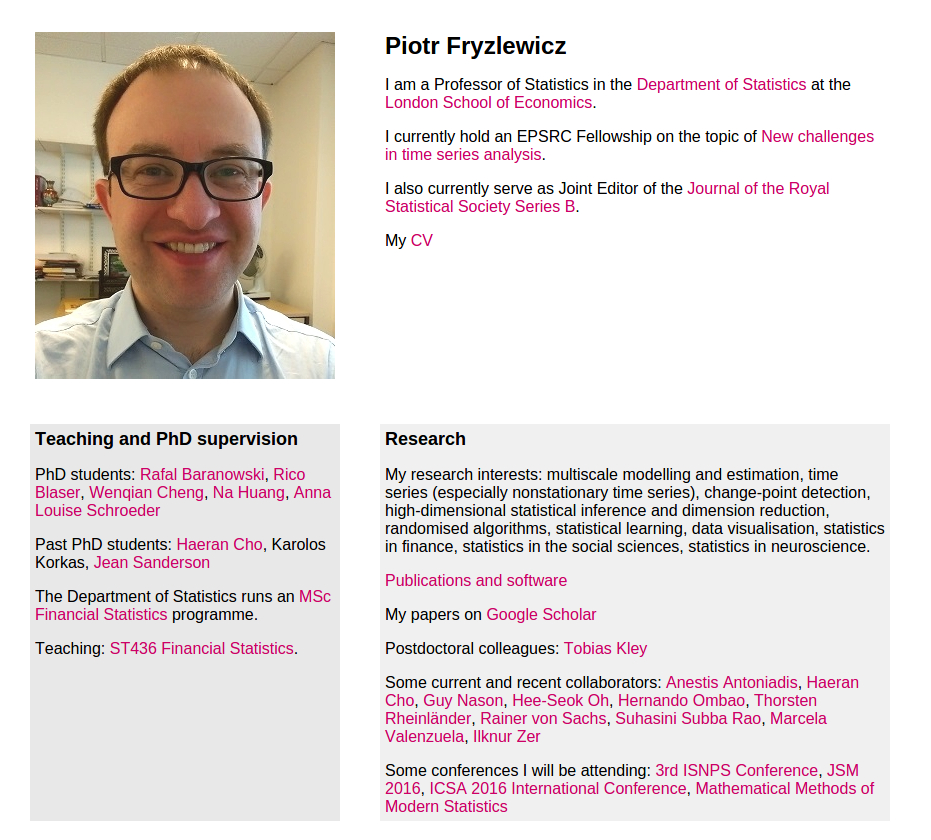 Piotr Fryzlewicz
I am a Professor of Statistics in the Department of Statistics at the
London School of Economics.
I currently hold an EPSRC Fellowship on the topic of New challenges
in time series analysis.
I also currently serve as Joint Editor of the Journal of the Royal
Statistical Society Series B.
My CV
Teaching and PhD supervision
PhD students: Rafal Baranowski, Rico
Blaser, Wenqian Cheng, Na Huang, Anna
Louise Schroeder
Past PhD students: Haeran Cho, Karolos
Korkas, Jean Sanderson
The Department of Statistics runs an MSc
Financial Statistics programme.
Teaching: ST436 Financial Statistics.
Research
My research interests: multiscale modelling and estimation, time
series (especially nonstationary time series), change-point detection,
high-dimensional statistical inference and dimension reduction,
randomised algorithms, statistical learning, data visualisation, statistics
in finance, statistics in the social sciences, statistics in neuroscience.
Publications and software
My papers on Google Scholar
Postdoctoral colleagues: Tobias Kley
Some current and recent collaborators: Anestis Antoniadis, Haeran
Cho, Guy Nason, Hee-Seok Oh, Hernando Ombao, Thorsten
Rheinländer, Rainer von Sachs, Suhasini Subba Rao, Marcela
Valenzuela, Ilknur Zer
Some conferences I will be attending: 3rd ISNPS Conference, JSM
2016, ICSA 2016 International Conference, Mathematical Methods of
Modern Statistics